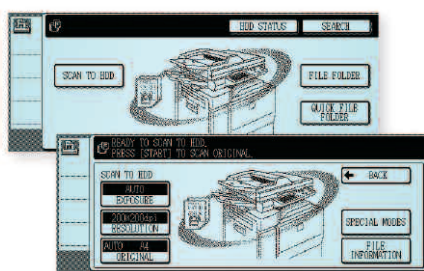 HDD STATUS
SEARCH
SCAN TO HDD
FILE FOLDER
QUICK FILE
FOLDER
READY TO SCAN TO HDD.
PRESS [START] TO SCAN ORIGINAL.
SCAN TO HDD
BACK
AUTO
EXPOSURE
200X200dpi
RESOLUTION
SPECIAL MODES
AUTO A4
ORIGINAL
FILE
INFORMATION